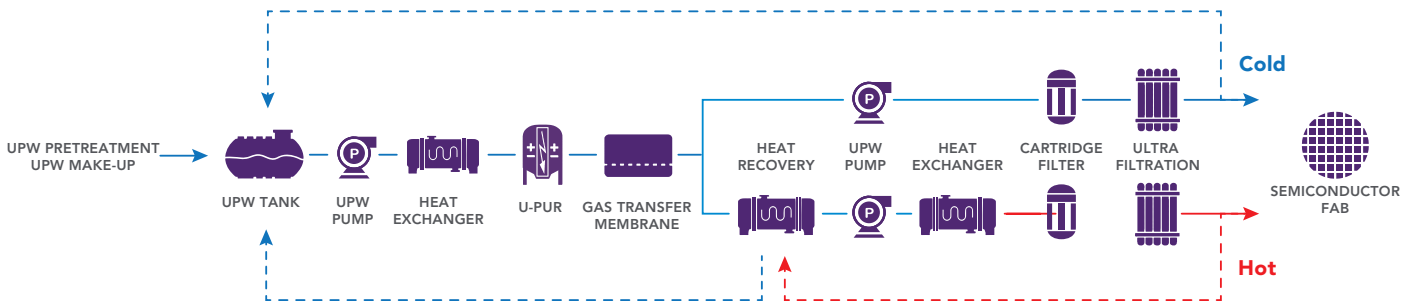 Cold
P
UPW PRETREATMENT
UPW MAKE-UP
P
HEAT
RECOVERY
UPW
PUMP
HEAT
EXCHANGER
CARTRIDGE
FILTER
ULTRA
FILTRATION
UPW TANK
UPW
PUMP
HEAT
EXCHANGER
U-PUR
GAS TRANSFER
MEMBRANE
P
SEMICONDUCTOR
FAB
Hot